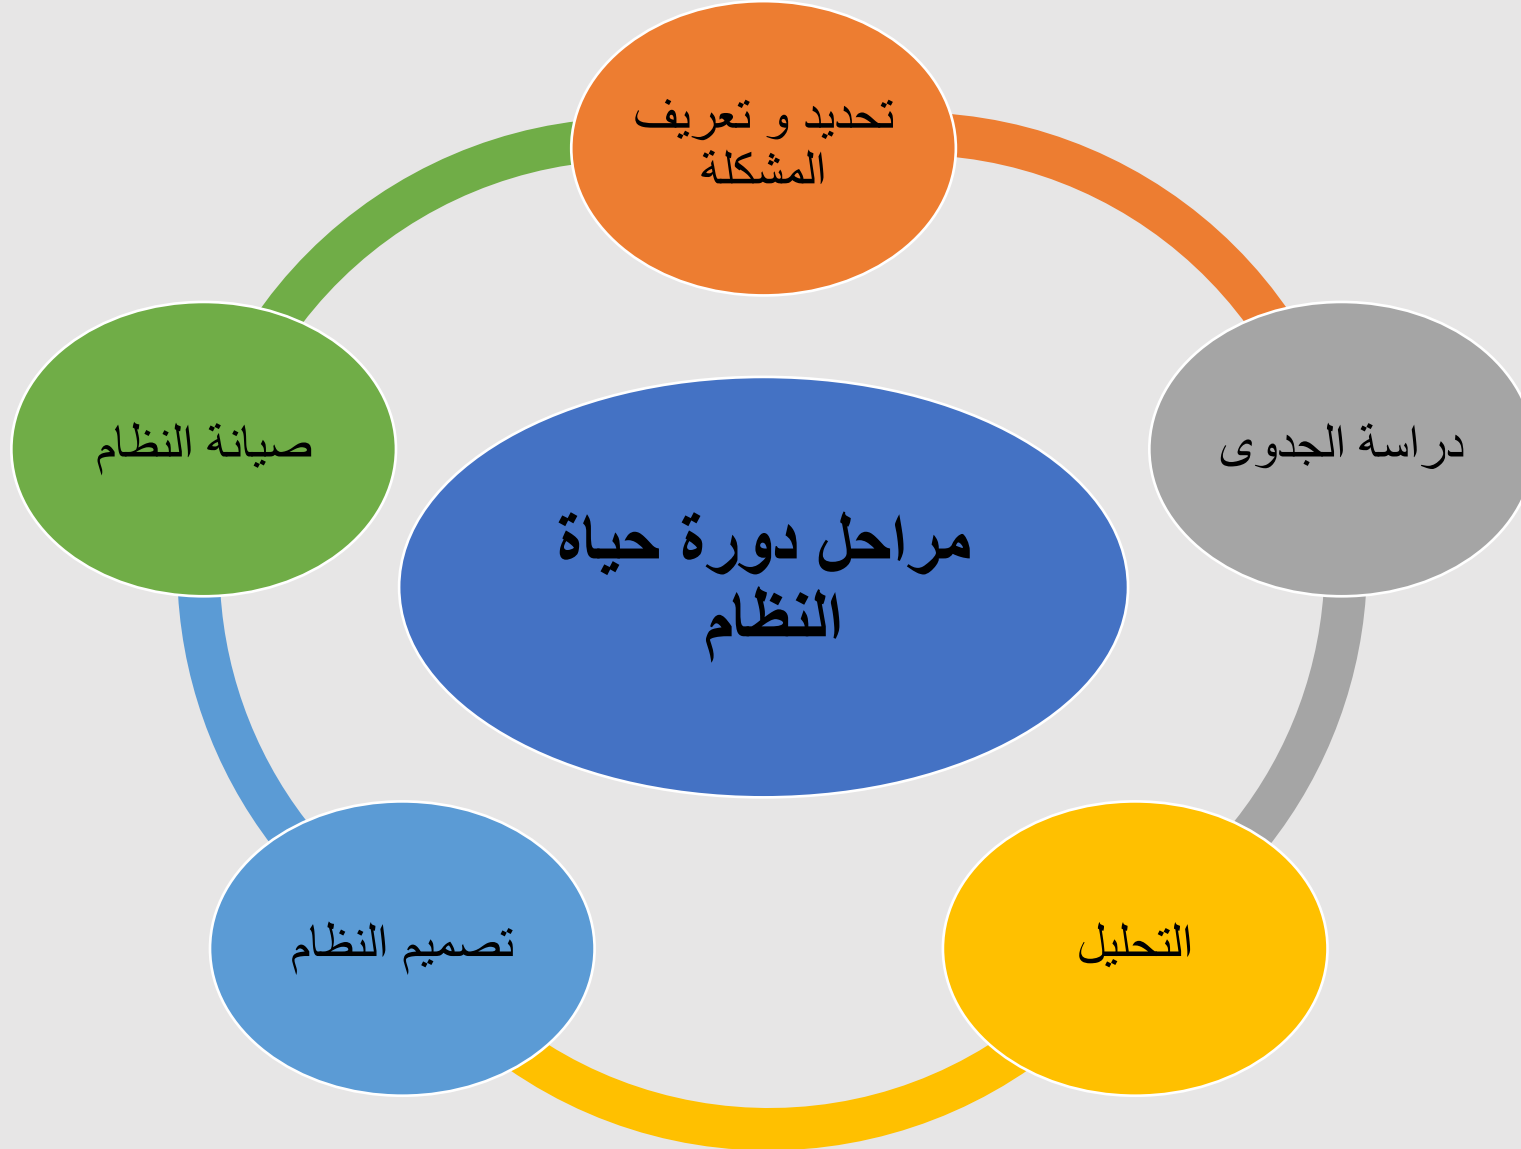 تحديد و تعريف
المشكلة
دراسة الجدوى
التحليل
تصميم النظام
صيانة النظام
مراحل دورة حياة
النظام